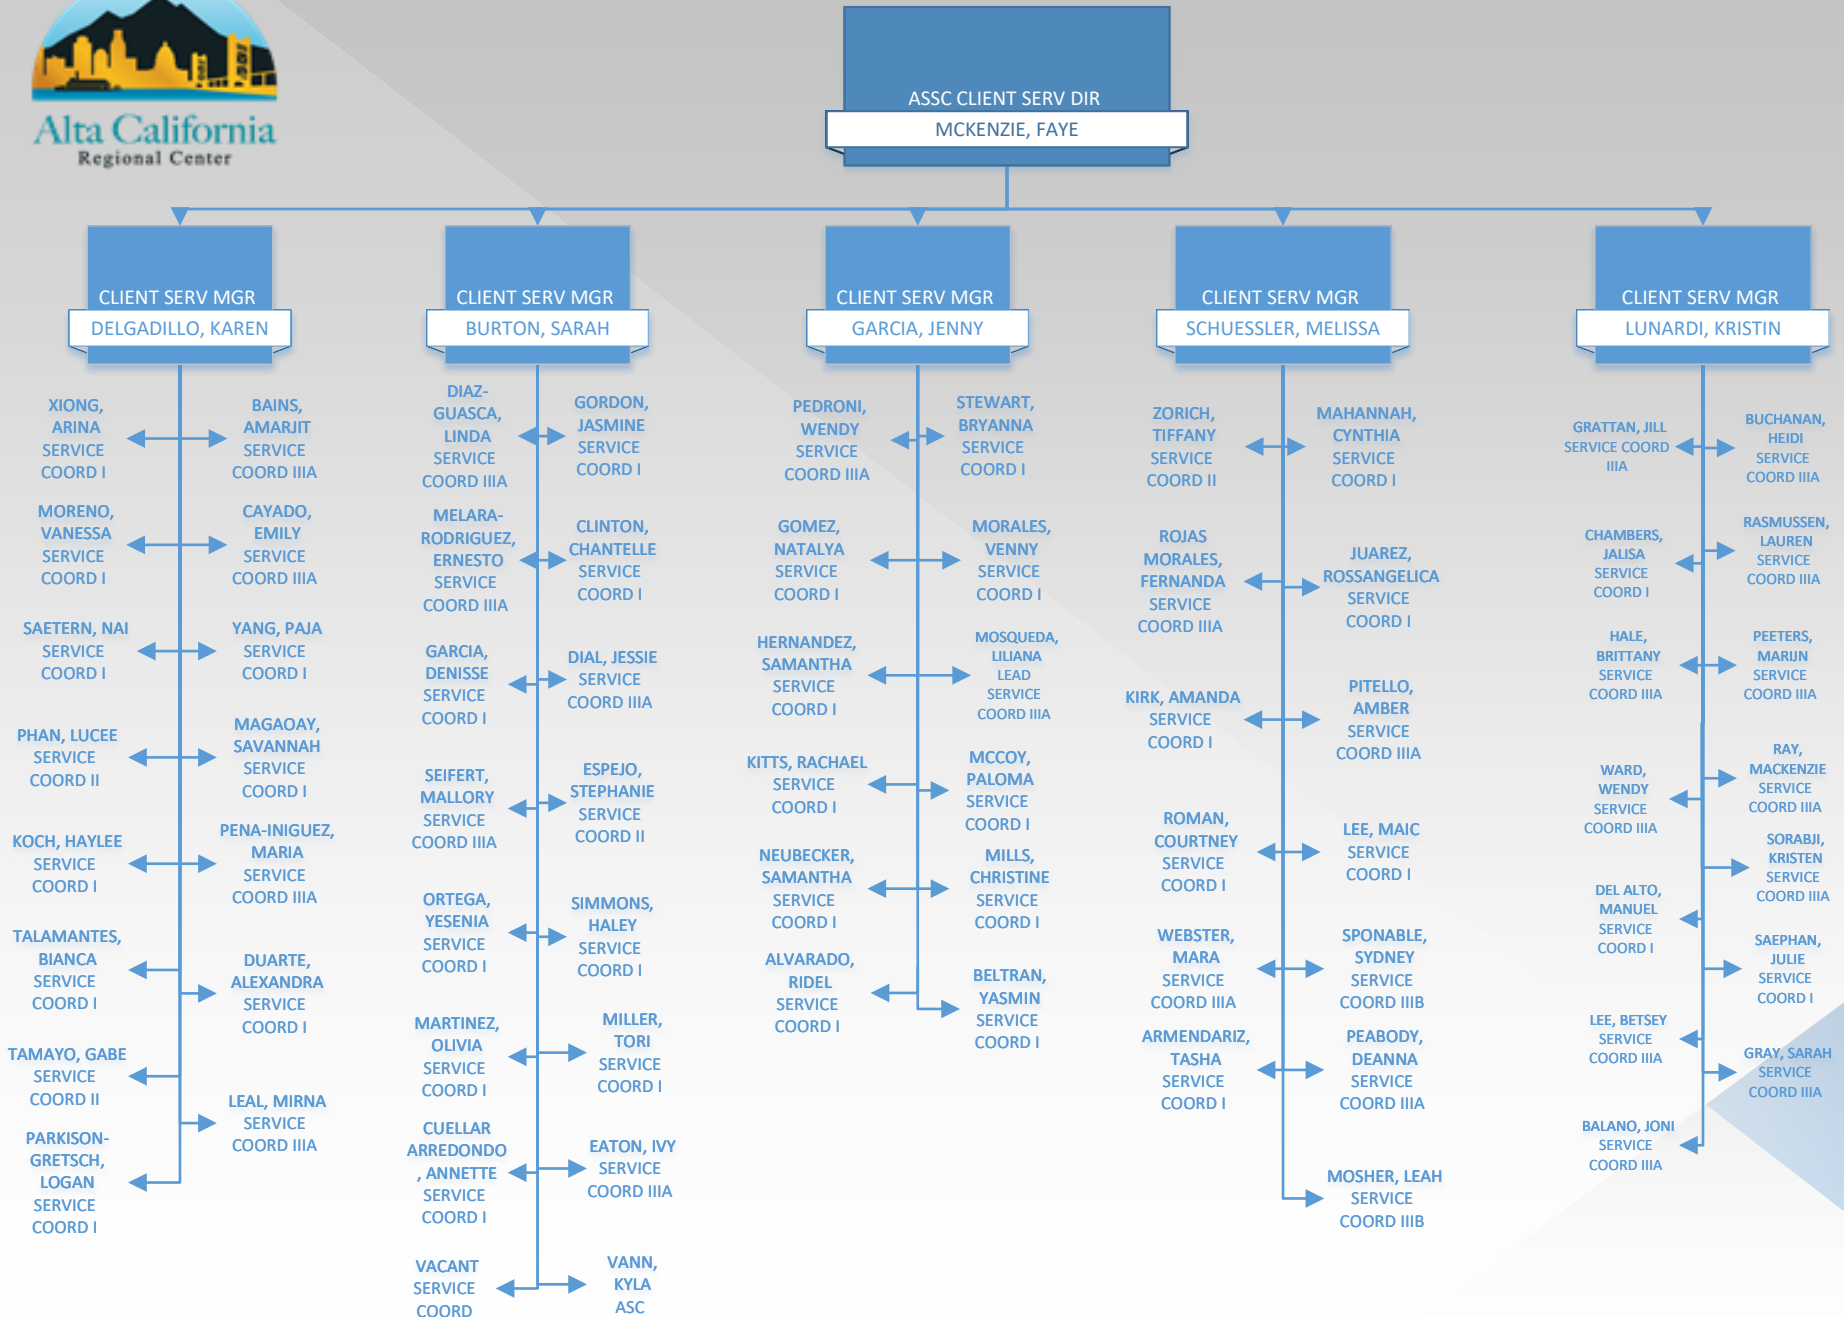 Alta California
Regional Center
ASSC CLIENT SERV DIR
MCKENZIE, FAYE
CLIENT SERV MGR
DELGADILLO, KAREN
XIONG,
ARINA
SERVICE
COORD I
BAINS,
AMARJIT
SERVICE
COORD IIIA
MORENO,
VANESSA
SERVICE
COORD I
CAYADO,
EMILY
SERVICE
COORD IIIA
SAETERN, NAI
SERVICE
COORD I
YANG, PAJA
SERVICE
COORD I
PHAN, LUCEE
SERVICE
COORD II
MAGAOAY,
SAVANNAH
SERVICE
COORD I
KOCH, HAYLEE
SERVICE
COORD I
PENA-INIGUEZ,
MARIA
SERVICE
COORD IIIA
TALAMANTES,
BIANCA
SERVICE
COORD I
DUARTE,
ALEXANDRA
SERVICE
COORD I
TAMAYO, GABE
SERVICE
COORD II
LEAL, MIRNA
SERVICE
COORD IIIA
PARKISON-
GRETSCH,
LOGAN
SERVICE
COORD I
CLIENT SERV MGR
BURTON, SARAH
DIAZ-
GUASCA,
LINDA
SERVICE
COORD IIIA
GORDON,
JASMINE
SERVICE
COORD I
MELARA-
RODRIGUEZ,
ERNESTO
SERVICE
COORD IIIA
CLINTON,
CHANTELLE
SERVICE
COORD I
GARCIA,
DENISSE
SERVICE
COORD I
DIAL, JESSIE
SERVICE
COORD IIIA
SEIFERT,
MALLORY
SERVICE
COORD IIIA
ESPEJO,
STEPHANIE
SERVICE
COORD II
ORTEGA,
YESENIA
SERVICE
COORD I
SIMMONS,
HALEY
SERVICE
COORD I
MARTINEZ,
OLIVIA
SERVICE
COORD I
MILLER,
TORI
SERVICE
COORD I
CUELLAR
ARREDONDO
, ANNETTE
SERVICE
COORD I
EATON, IVY
SERVICE
COORD IIIA
VACANT
SERVICE
COORD
VANN,
KYLA
ASC
CLIENT SERV MGR
GARCIA, JENNY
PEDRONI,
WENDY
SERVICE
COORD IIIA
STEWART,
BRYANNA
SERVICE
COORD I
GOMEZ,
NATALYA
SERVICE
COORD I
MORALES,
VENNY
SERVICE
COORD I
HERNANDEZ,
SAMANTHA
SERVICE
COORD I
MOSQUEDA,
LILIANA
LEAD
SERVICE
COORD IIIA
KITTS, RACHAEL
SERVICE
COORD I
MCCOY,
PALOMA
SERVICE
COORD I
NEUBECKER,
SAMANTHA
SERVICE
COORD I
MILLS,
CHRISTINE
SERVICE
COORD I
ALVARADO,
RIDEL
SERVICE
COORD I
BELTRAN,
YASMIN
SERVICE
COORD I
CLIENT SERV MGR
SCHUESSLER, MELISSA
ZORICH,
TIFFANY
SERVICE
COORD II
MAHANNAH,
CYNTHIA
SERVICE
COORD I
ROJAS
MORALES,
FERNANDA
SERVICE
COORD IIIA
JUAREZ,
ROSSANGELICA
SERVICE
COORD I
KIRK, AMANDA
SERVICE
COORD I
PITELLO,
AMBER
SERVICE
COORD IIIA
ROMAN,
COURTNEY
SERVICE
COORD I
LEE, MAIC
SERVICE
COORD I
WEBSTER,
MARA
SERVICE
COORD IIIA
SPONABLE,
SYDNEY
SERVICE
COORD IIIB
ARMENDARIZ,
TASHA
SERVICE
COORD I
PEABODY,
DEANNA
SERVICE
COORD IIIA
MOSHER, LEAH
SERVICE
COORD IIIB
CLIENT SERV MGR
LUNARDI, KRISTIN
GRATTAN, JILL
SERVICE COORD
IIIA
BUCHANAN,
HEIDI
SERVICE
COORD IIIA
CHAMBERS,
JALISA
SERVICE
COORD I
RASMUSSEN,
LAUREN
SERVICE
COORD IIIA
HALE,
BRITTANY
SERVICE
COORD IIIA
PEETERS,
MARIJN
SERVICE
COORD IIIA
WARD,
WENDY
SERVICE
COORD IIIA
RAY,
MACKENZIE
SERVICE
COORD IIIA
SORABJI,
KRISTEN
SERVICE
COORD IIIA
DEL ALTO,
MANUEL
SERVICE
COORD I
SAEPHAN,
JULIE
SERVICE
COORD I
LEE, BETSEY
SERVICE
COORD IIIA
GRAY, SARAH
SERVICE
COORD IIIA
BALANO, JONI
SERVICE
COORD IIIA